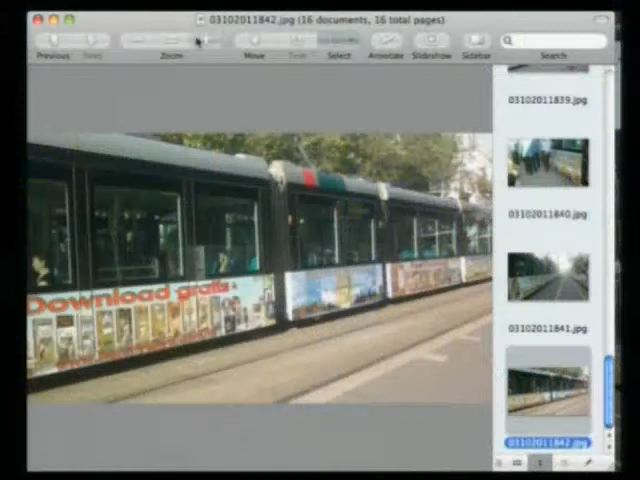 03102011842.jpg (16 documents, 16 total pages)
Previous Next Zoom Move Select Annotate Slideshow Sidebar Search
03102011839.jpg
Download gratis
03102011840.jpg
03102011841.jpg
03102011842.jpg